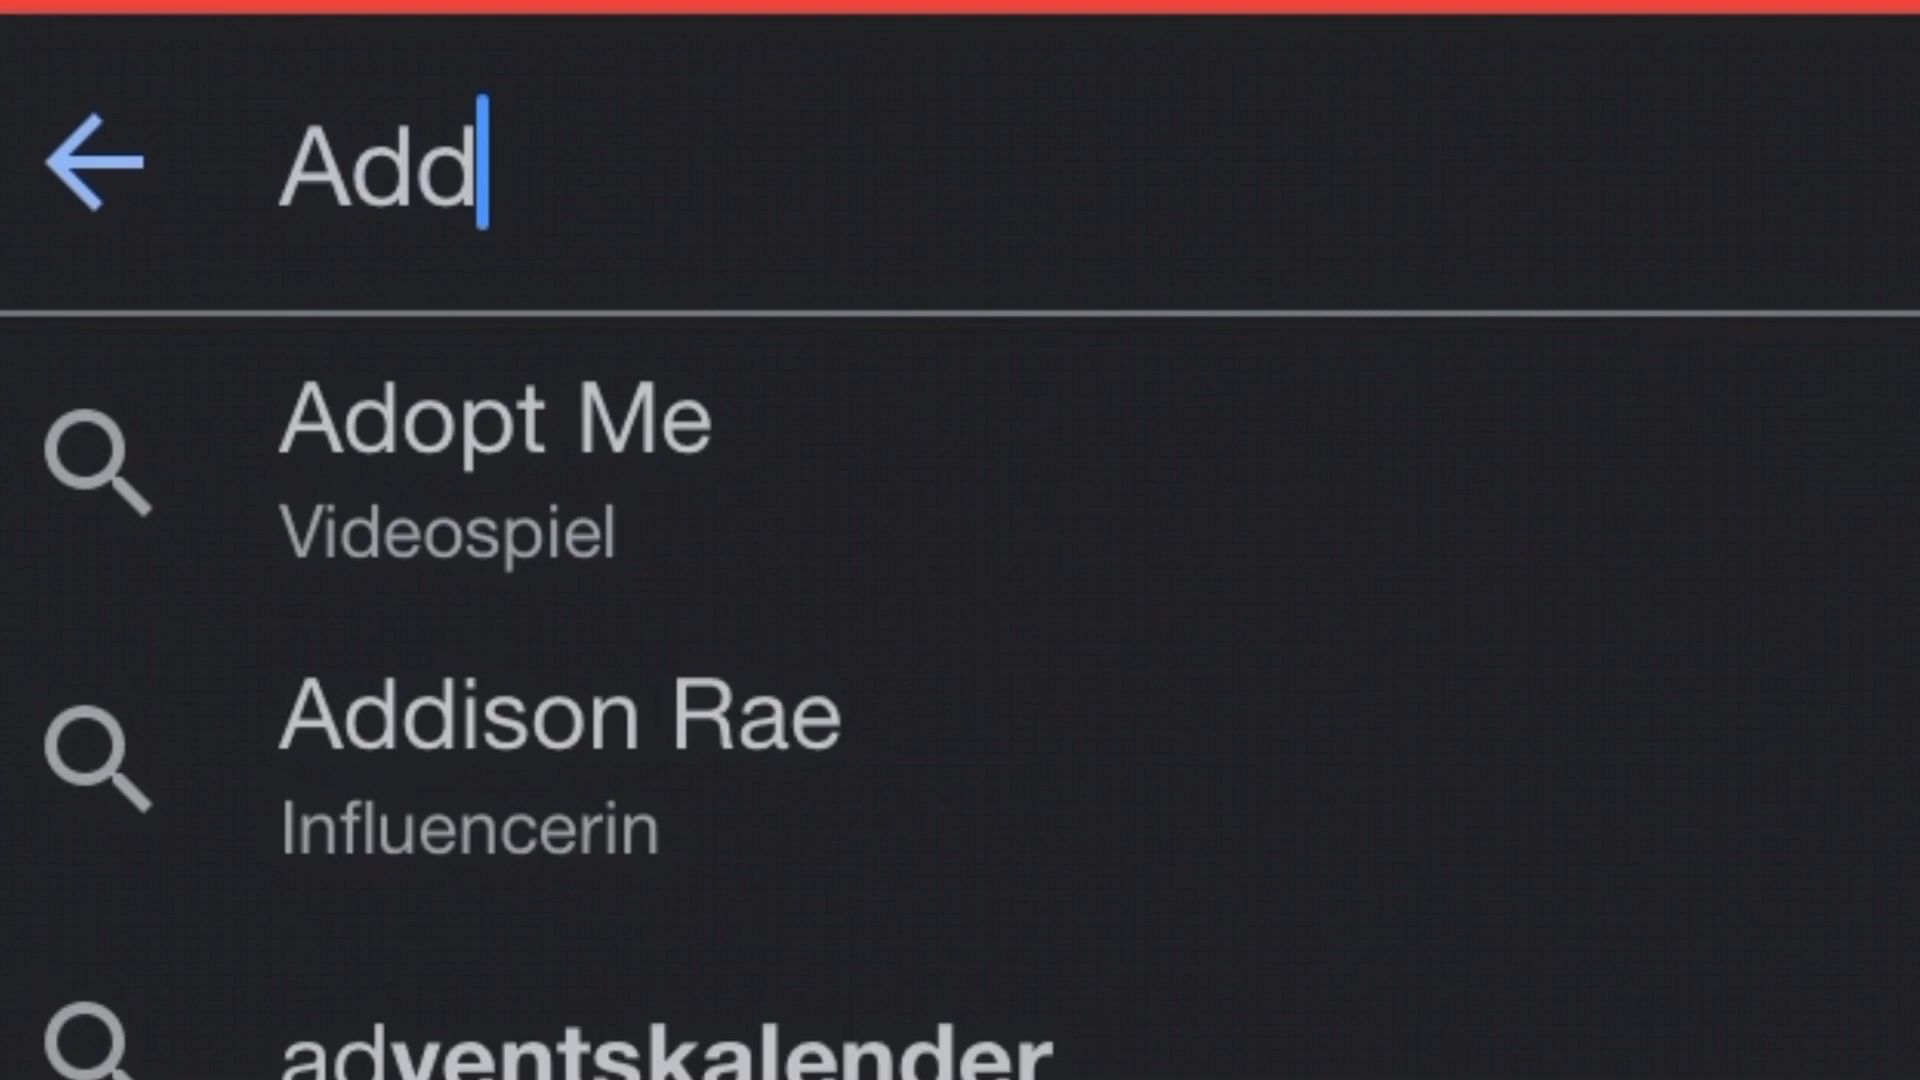 Add
Adopt Me
Videospiel
Addison Rae
Influencerin
adventskalender